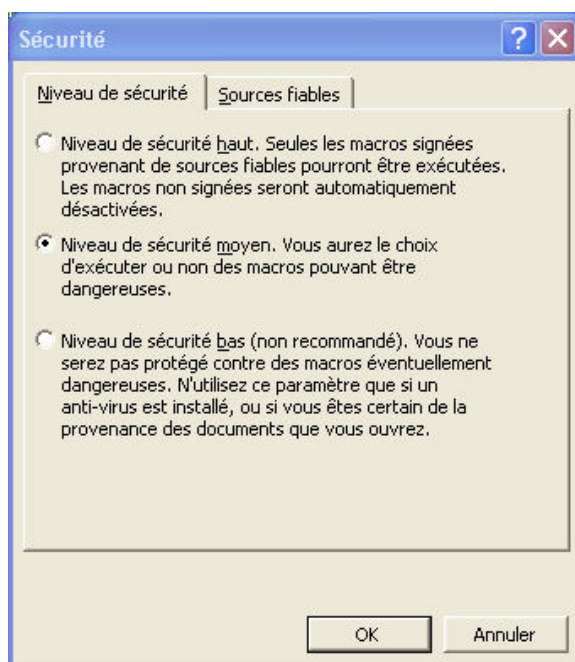 Sécurité
Niveau de sécurité
Sources fiables
Niveau de sécurité haut. Seules les macros signées
provenant de sources fiables pourront être exécutées.
Les macros non signées seront automatiquement
désactivées.
Niveau de sécurité moyen. Vous aurez le choix
d'exécuter ou non des macros pouvant être
dangereuses.
Niveau de sécurité bas (non recommandé). Vous ne
serez pas protégé contre des macros éventuellement
dangereuses. N'utilisez ce paramètre que si un
anti-virus est installé, ou si vous êtes certain de la
provenance des documents que vous ouvrez.
OK
Annuler